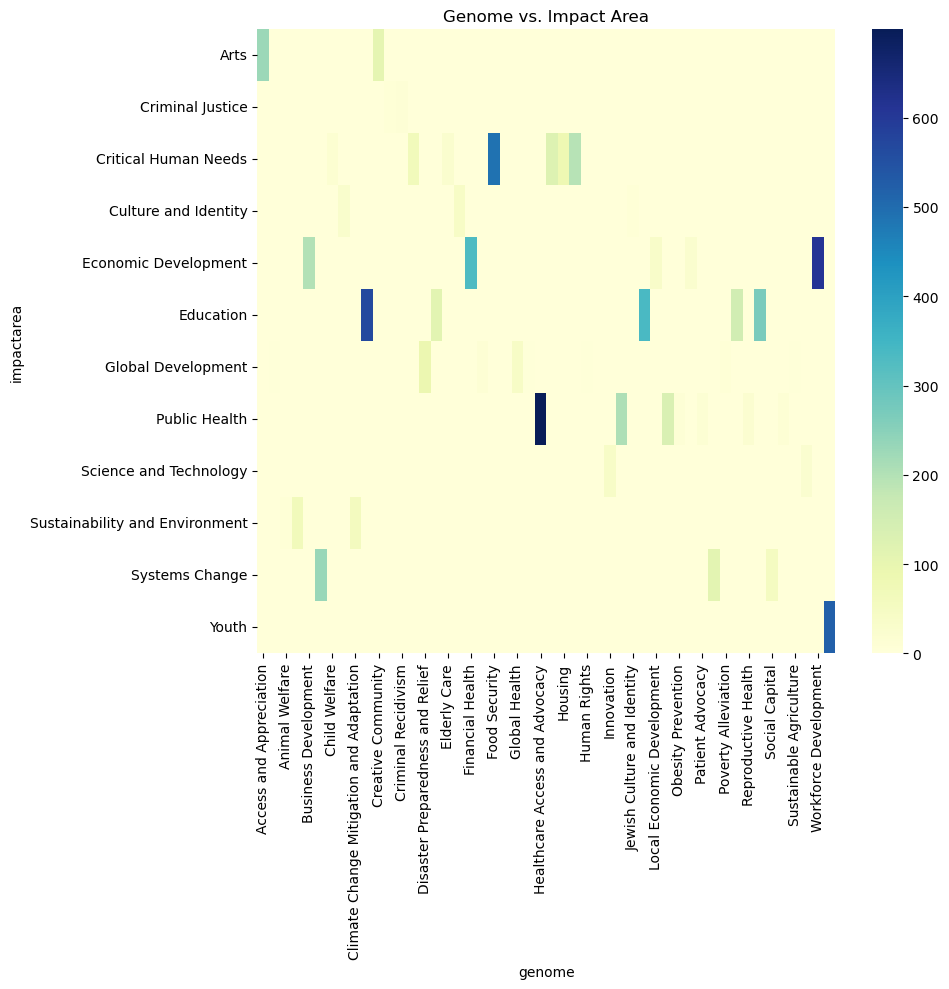 Genome vs. Impact Area
impactarea
Arts
Criminal Justice
Critical Human Needs
Culture and Identity
Economic Development
Education
Global Development
Public Health
Science and Technology
Sustainability and Environment
Systems Change
Youth
600
500
400
300
200
100
0
Access and Appreciation
Animal Welfare
Business Development
Child Welfare
Climate Change Mitigation and Adaptation
Creative Community
Criminal Recidivism
Disaster Preparedness and Relief
Elderly Care
Financial Health
Food Security
Global Health
Healthcare Access and Advocacy
Housing
Human Rights
Innovation
Jewish Culture and Identity
Local Economic Development
Obesity Prevention
Patient Advocacy
Poverty Alleviation
Reproductive Health
Social Capital
Sustainable Agriculture
Workforce Development
genome